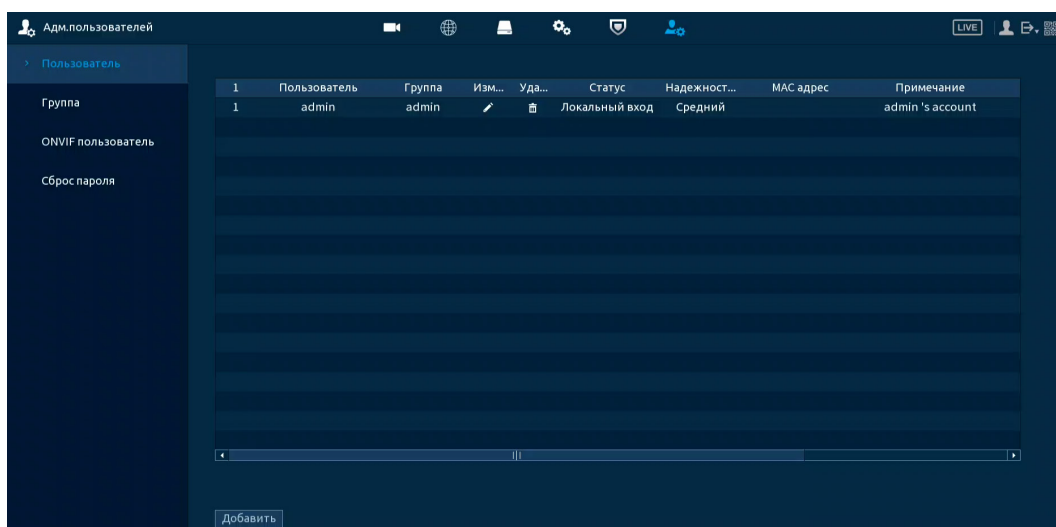 Адм.пользователей
LIVE
Пользователь
Группа
ONVIF пользователь
Сброс пароля
1 Пользователь Группа Изм... Уда... Статус Надежност... MAC адрес Примечание
1 admin admin Локальный вход Средний admin 's account
Добавить